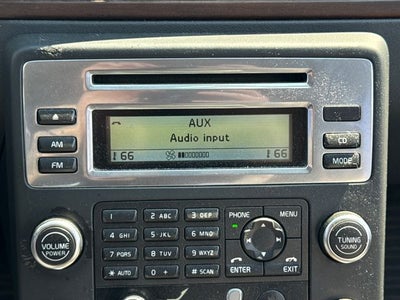 AUX
Audio input
66 66
AM
FM
CD
MODE
VOLUME
POWER
1 2 ABC 3 DEF
4 GHI 5 JKL 6 MNO
7 PQRS 8 TUV 9 WXYZ
* AUTO 0 + # SCAN
PHONE MENU
ENTER EXIT
TUNING
SOUND